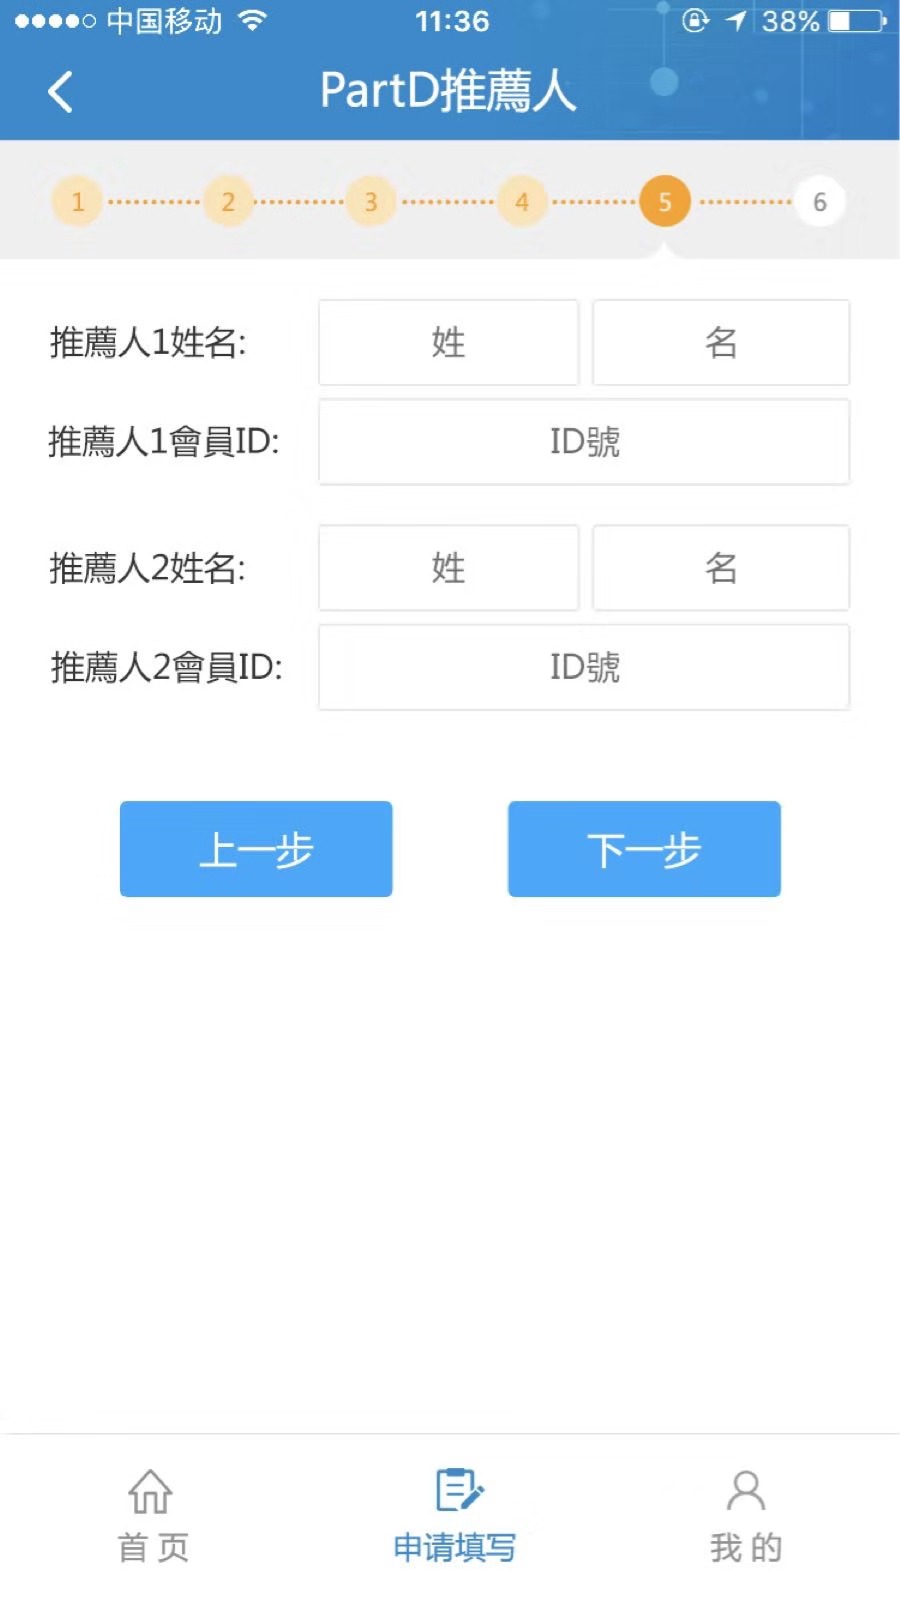 中国移动 11:36 38%
PartD推薦人
1 2 3 4 5 6
推薦人1姓名: 姓 名
推薦人1會員ID: ID號
推薦人2姓名: 姓 名
推薦人2會員ID: ID號
上一步 下一步
首页 申请填写 我的